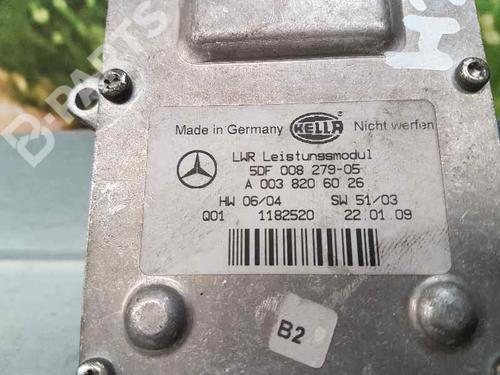 B-PARTS
Made in Germany HELLA Nicht werfen
LWR Leistungsmodul
5DF 008 279-05
A 003 820 60 26
HW 06/04 SW 51/03
Q01 1182520 22.01.09
B2